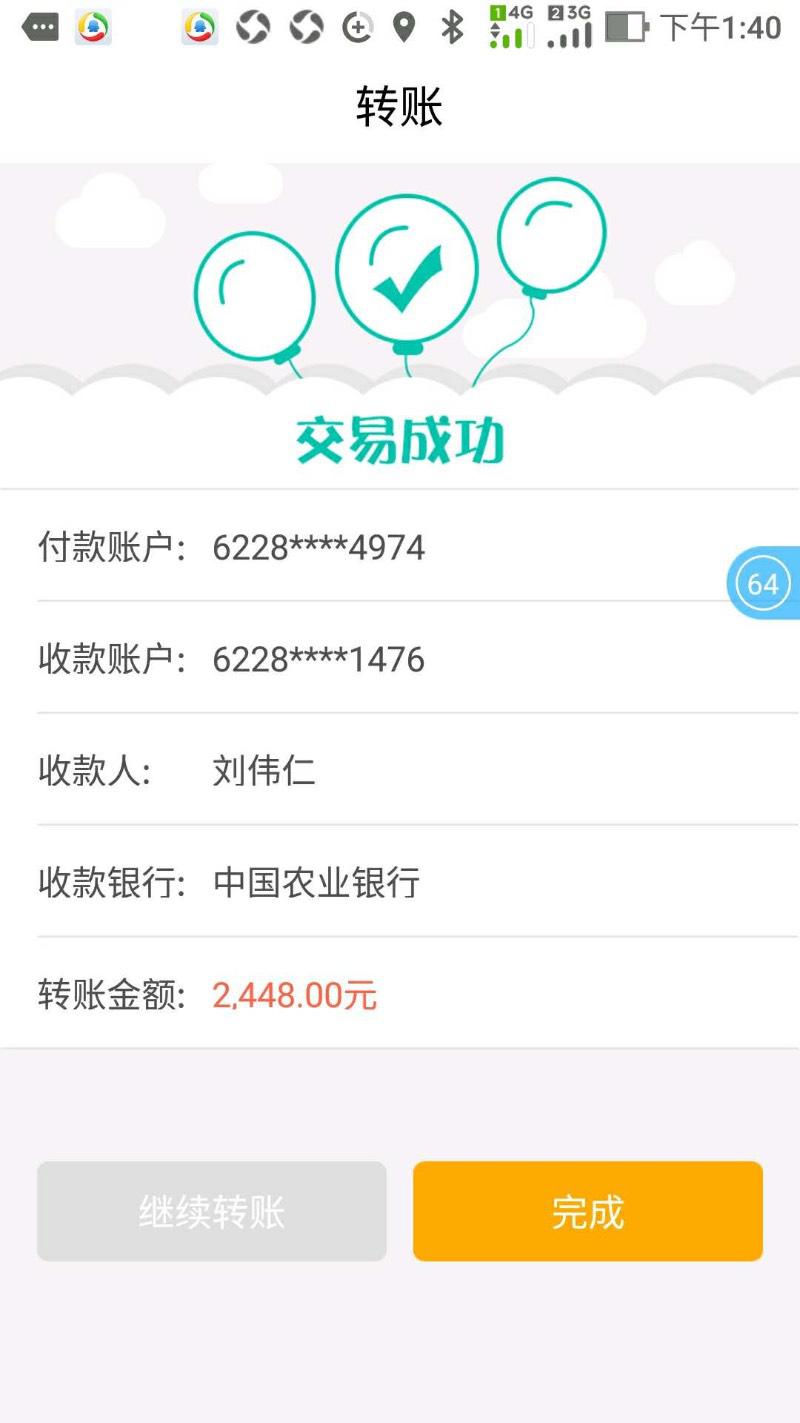 1 4G 2 3G 下午1:40
转账
交易成功
付款账户: 6228****4974
64
收款账户: 6228****1476
收款人: 刘伟仁
收款银行: 中国农业银行
转账金额: 2,448.00元
继续转账 完成